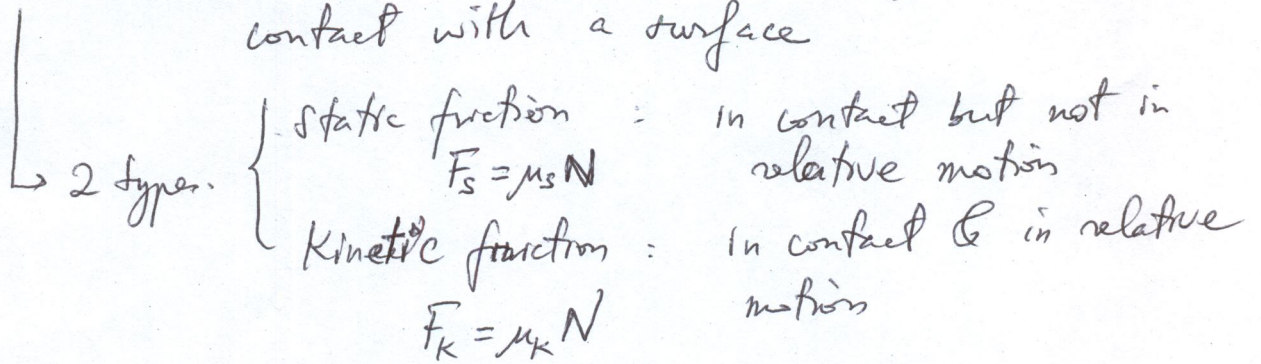 contact with a surface
Static friction : in contact but not in
relative motion
Fs = μs N
2 types.
Kinetic friction : in contact & in relative
motion
FK = μK N